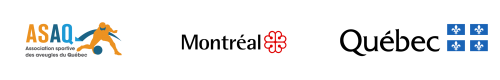 ASAQ
Association sportive
des aveugles du Québec
Montréal
Québec